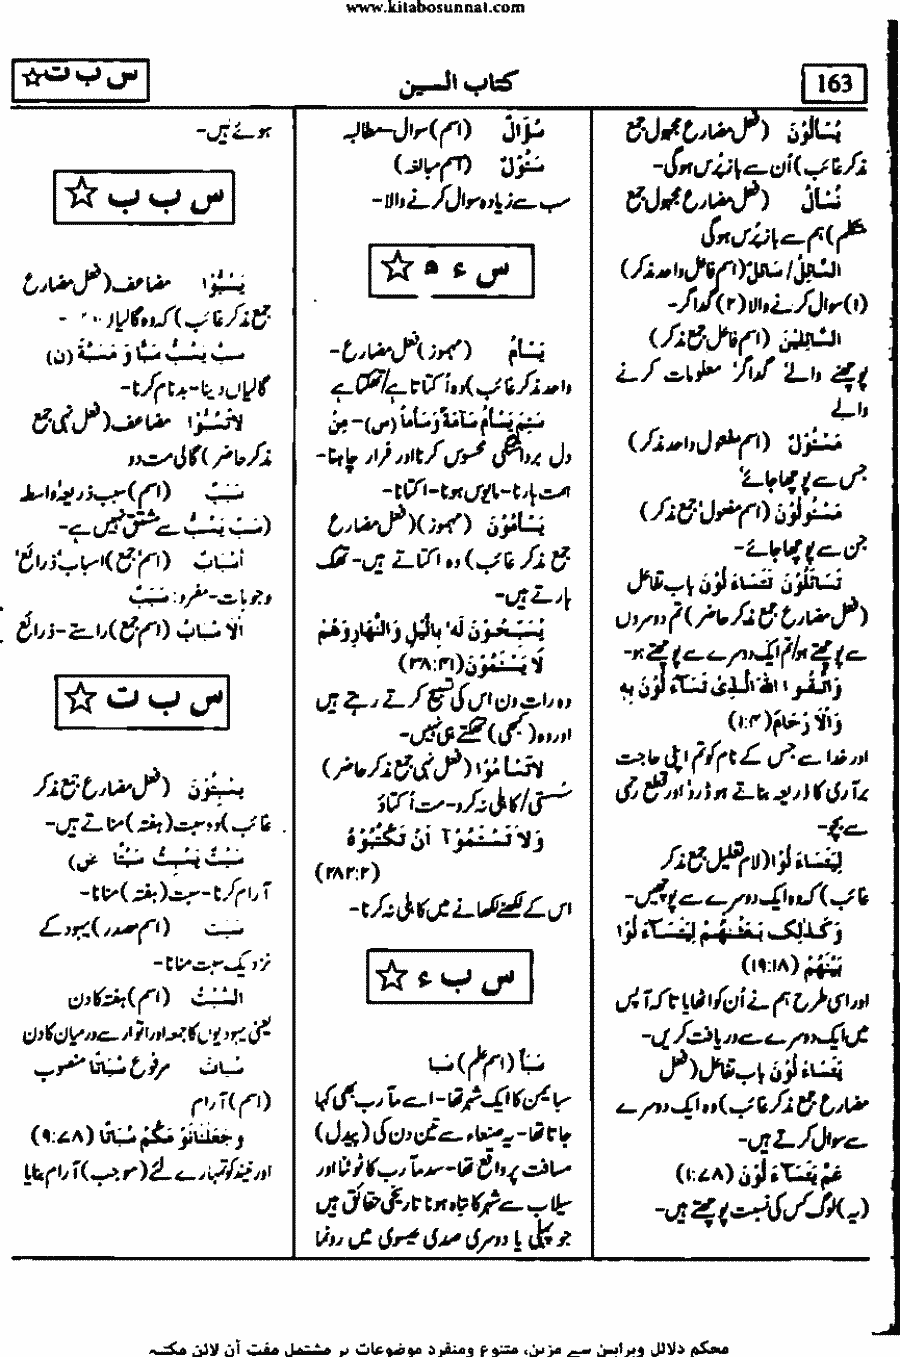 www.kitabosunnat.com
163
کتاب السین
س ب ت ☆
یُسْأَلُوْنَ (فعل مضارع مجہول جمع
مذکر غائب) اُن سے بازپُرس ہوگی-
نُسْأَلُ (فعل مضارع مجہول جمع
متکلم) ہم سے بازپُرس ہوگی
السَّائِلُ / سَائِلٌ (اسم فاعل واحد مذکر)
(۱) سوال کرنے والا (۲) گداگر-
السَّائِلِیْنَ (اسم فاعل جمع مذکر)
پوچھنے والے' گداگر' معلومات کرنے
والے
مَسْئُوْلٌ (اسم مفعول واحد مذکر)
جس سے پوچھا جائے'
مَسْئُوْلُوْنَ (اسم مفعول' جمع مذکر)
جن سے پوچھا جائے-
تَسَائَلُوْنَ تَتَسَاءَ لُوْنَ باب تفاعل
(فعل مضارع جمع مذکر حاضر) تم دوسروں
سے پوچھتے ہو/تم ایک دوسرے سے پوچھتے ہو-
وَاتَّقُوا اللّٰهَ الَّذِیْ تَسَآءَ لُوْنَ بِهٖ
وَالْاَرْحَامَ (۱:۴)
اور خدا سے جس کے نام کو تم اپنی حاجت
برآری کا ذریعہ بناتے ہو ڈرو' اور قطع رحمی
سے بچو-
لِیَتَسَاءَ لُوْا (لام تعلیل جمع مذکر
غائب) کہ وہ ایک دوسرے سے پوچھیں-
وَکَذٰلِکَ بَعَثْنٰهُمْ لِیَتَسَآءَ لُوْا
بَیْنَهُمْ (۱۹:۱۸)
اور اسی طرح ہم نے اُن کو اٹھایا تاکہ آپس
میں ایک دوسرے سے دریافت کریں-
یَتَسَاءَ لُوْنَ باب تفاعل (فعل
مضارع جمع مذکر غائب) وہ ایک دوسرے
سے سوال کرتے ہیں-
عَمَّ یَتَسَآءَ لُوْنَ (۱:۷۸)
(یہ) لوگ کس کی نسبت پوچھتے ہیں-
سُؤَالٌ (اسم) سوال- مطالبہ
سَئُوْلٌ (اسم مبالغہ)
سب سے زیادہ سوال کرنے والا-
س ء م ☆
یَسْأَمُ (مہموز) فعل مضارع-
واحد مذکر غائب) وہ اُکتاتا ہے/تھکتا ہے
سَئِمَ یَسْأَمُ سَآمَةً وَسَأْماً (س)- مِنْ
دل برداشتگی محسوس کرنا اور فرار چاہنا-
ہمت ہارنا- مایوس ہونا- اکتانا-
یَسْأَمُوْنَ (مہموز) (فعل مضارع
جمع مذکر غائب) وہ اکتاتے ہیں- تھک
ہارتے ہیں-
یُسَبِّحُوْنَ لَهٗ بِالَّیْلِ وَالنَّهَارِ وَهُمْ
لَا یَسْئَمُوْنَ (۳۸:۴۱)
وہ رات دن اس کی تسبیح کرتے رہتے ہیں
اور وہ (کبھی) تھکتے ہی نہیں-
لَاتَسْأَمُوْا (فعل نہی جمع مذکر حاضر)
سُستی/کاہلی نہ کرو- مت اُکتاؤ
وَلَا تَسْئَمُوْآ اَنْ تَکْتُبُوْهُ
(۲۸۲:۲)
اس کے لکھنے لکھانے میں کاہلی نہ کرنا-
س ب ء ☆
سَبَأ (اسم علم) سَبَا
سبا یمن کا ایک شہر تھا- اسے مآرب بھی کہا
جاتا تھا- یہ صنعاء سے تین دن کی (پیدل)
مسافت پر واقع تھا- سد مآرب کا ٹوٹنا اور
سیلاب سے شہر کا تباہ ہونا تاریخی حقائق ہیں
جو پہلی یا دوسری صدی عیسوی میں رونما
ہوئے ہیں-
س ب ب ☆
یَسُبُّوْا مضاعف (فعل مضارع
جمع مذکر غائب) کہ وہ گالیاں
سَبَّ یَسُبُّ سَبًّا وَ مَسَبَّةً (ن)
گالیاں دینا- بدنام کرنا-
لَاتَسُبُّوْا مضاعف (فعل نہی جمع
مذکر حاضر) گالی مت دو
سَبَبٌ (اسم) سبب' ذریعہ' واسطہ
(سَبَّ یَسُبُّ سے مشتق نہیں ہے-
أَسْبَابٌ (اسم' جمع) اسباب' ذرائع'
وجوہات- مفرد: سَبَبٌ
اَلْاَسْبَابُ (اسم جمع) راستے- ذرائع
س ب ت ☆
یَسْبِتُوْنَ (فعل مضارع جمع مذکر
غائب) وہ سبت (ہفتہ) مناتے ہیں-
سَبَتَ یَسْبِتُ سَبْتًا (ض)
آرام کرنا- سبت (ہفتہ) منانا-
سَبَت (اسم مصدر) یہود کے
نزدیک سبت منانا-
السَّبْتُ (اسم) ہفتہ کا دن
یعنی یہودیوں کا جمعہ اور اتوار سے درمیان کا دن
سُبَاتٌ مرفوع سُبَاتًا منصوب
(اسم) آرام
وَجَعَلْنَا نَوْ مَکُمْ سُبَاتًا (۹:۷۸)
اور نیند کو تمہارے لئے (موجب) آرام بنایا
محکم دلائل وبراہین سے مزین، متنوع ومنفرد موضوعات پر مشتمل مفت آن لائن مکتبہ